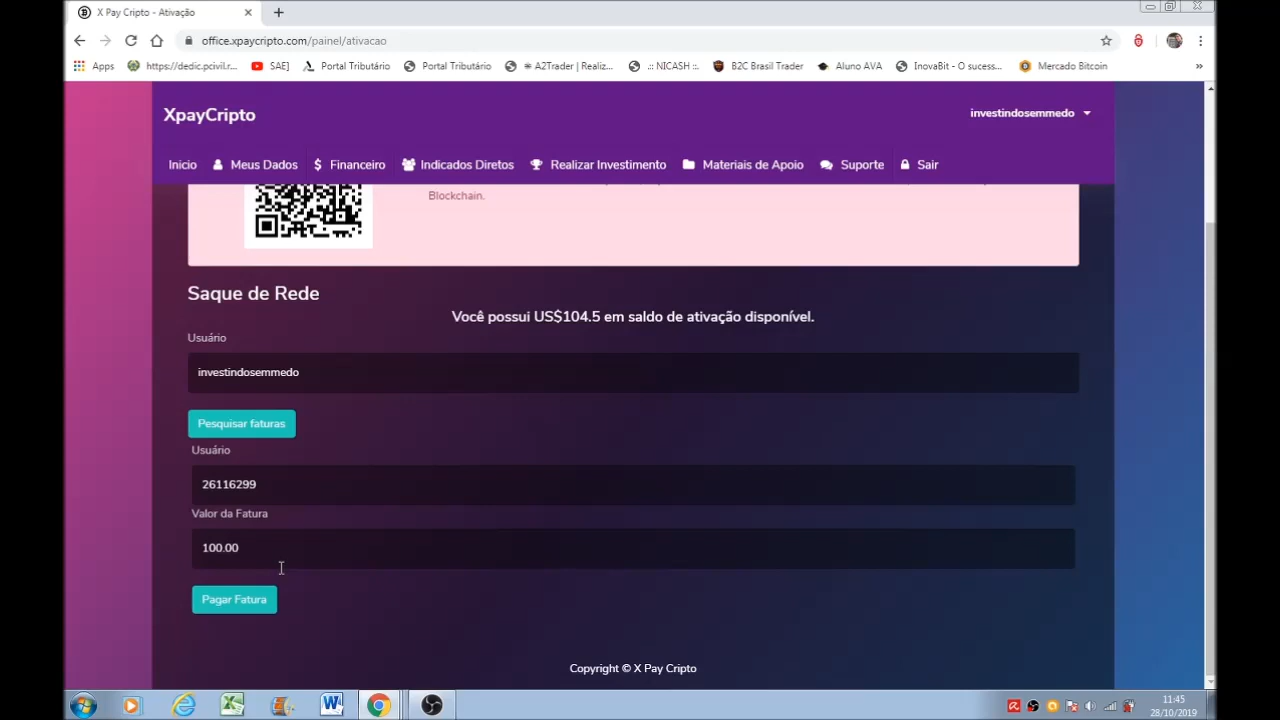 X Pay Cripto - Ativação
office.xpaycripto.com/painel/ativacao
Apps https://dedic.pcivil.r... SAEJ Portal Tributário Portal Tributário A2Trader | Realiz... .:: NICASH ::. B2C Brasil Trader Aluno AVA InovaBit - O sucess... Mercado Bitcoin »
XpayCripto
investindosemmedo
Inicio Meus Dados Financeiro Indicados Diretos Realizar Investimento Materiais de Apoio Suporte Sair
Blockchain.
Saque de Rede
Você possui US$104.5 em saldo de ativação disponível.
Usuário
investindosemmedo
Pesquisar faturas
Usuário
26116299
Valor da Fatura
100.00
Pagar Fatura
Copyright © X Pay Cripto
11:45
28/10/2019